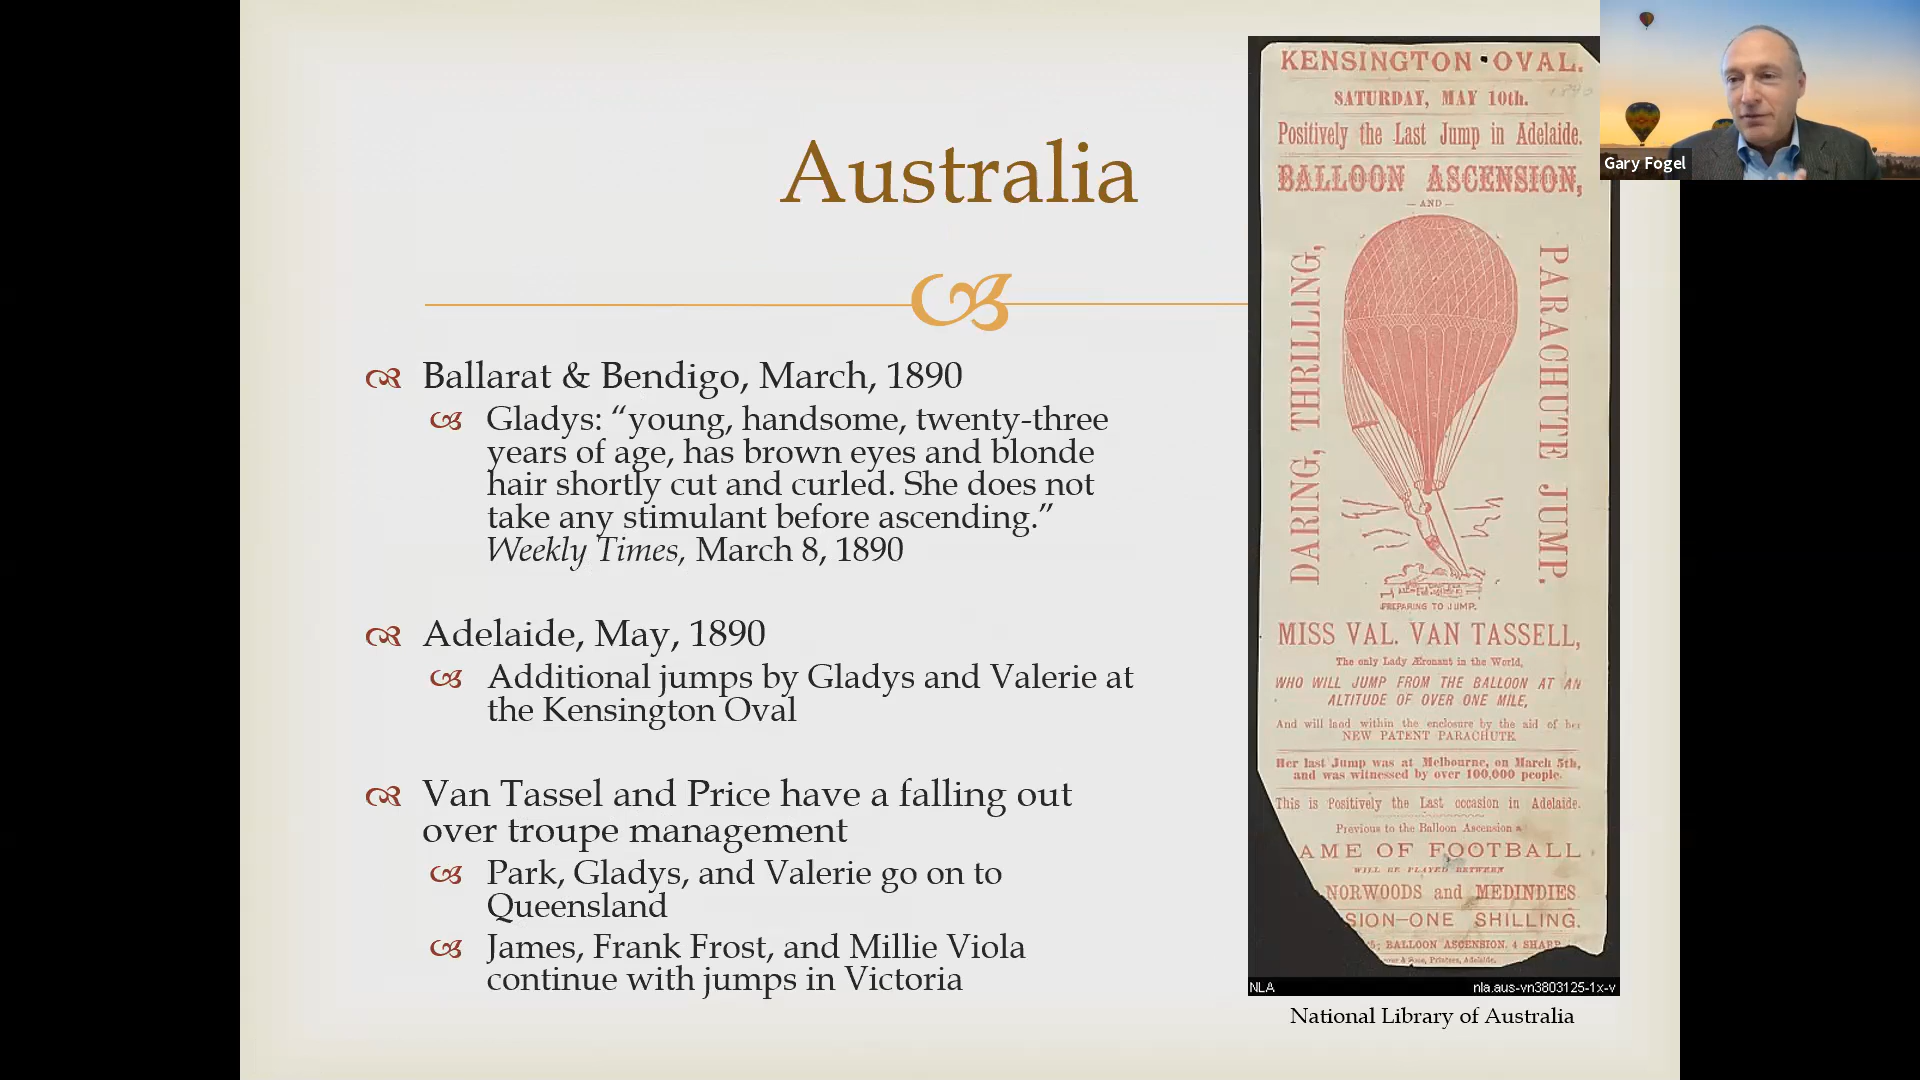 Australia
Ballarat & Bendigo, March, 1890
Gladys: “young, handsome, twenty-three
years of age, has brown eyes and blonde
hair shortly cut and curled. She does not
take any stimulant before ascending.”
Weekly Times, March 8, 1890
Adelaide, May, 1890
Additional jumps by Gladys and Valerie at
the Kensington Oval
Van Tassel and Price have a falling out
over troupe management
Park, Gladys, and Valerie go on to
Queensland
James, Frank Frost, and Millie Viola
continue with jumps in Victoria
KENSINGTON OVAL.
SATURDAY, MAY 10th.
1890
Positively the Last Jump in Adelaide.
BALLOON ASCENSION,
— AND —
DARING, THRILLING,
PARACHUTE JUMP.
PREPARING TO JUMP.
MISS VAL. VAN TASSELL,
The only Lady Æronaut in the World,
WHO WILL JUMP FROM THE BALLOON AT AN
ALTITUDE OF OVER ONE MILE,
And will land within the enclosure by the aid of her
NEW PATENT PARACHUTE
Her last Jump was at Melbourne, on March 5th,
and was witnessed by over 100,000 people.
This is Positively the Last occasion in Adelaide.
Previous to the Balloon Ascension a
AME OF FOOTBALL
WILL BE PLAYED BETWEEN
NORWOODS and MEDINDIES
SION—ONE SHILLING.
; BALLOON ASCENSION, 4 SHARP
& Sons, Printers, Adelaide.
NLA
nla.aus-vn3803125-1x-v
National Library of Australia
Gary Fogel